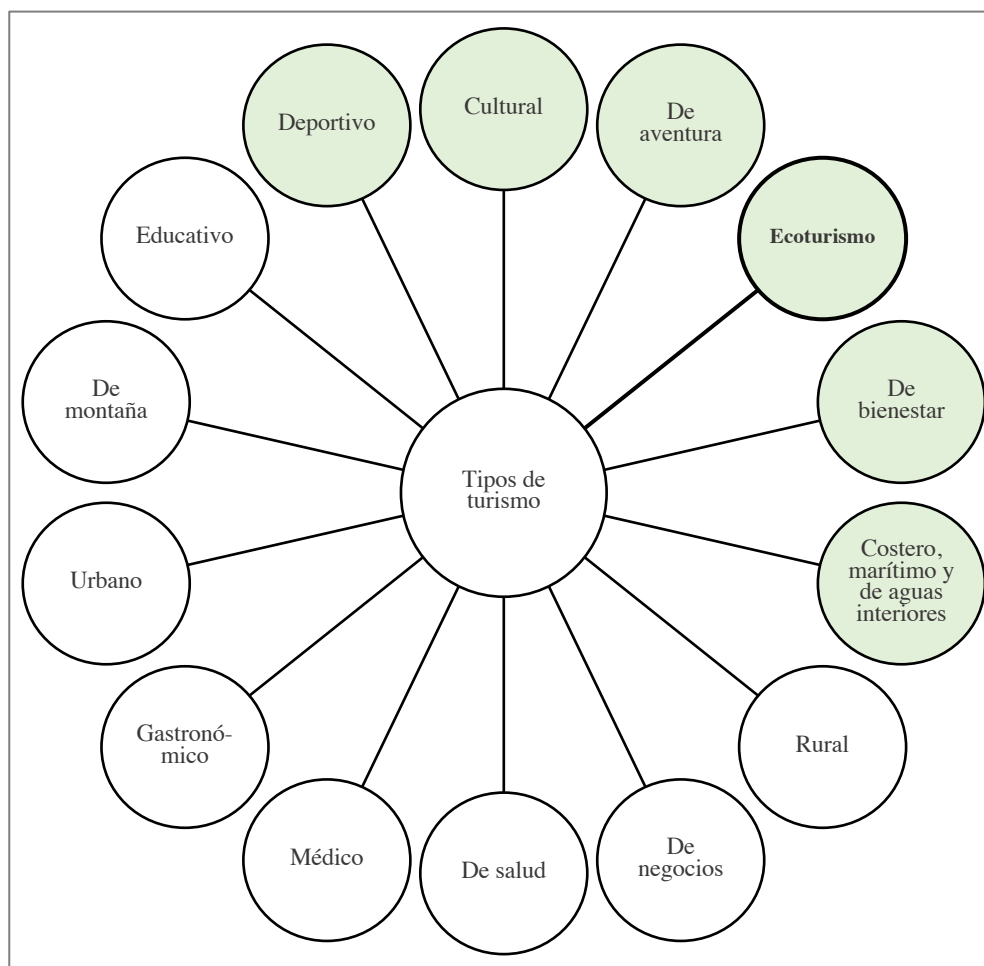 Cultural
De
aventura
Ecoturismo
De
bienestar
Costero,
marítimo y
de aguas
interiores
Rural
De
negocios
De salud
Médico
Gastronó-
mico
Urbano
De
montaña
Educativo
Deportivo
Tipos de
turismo